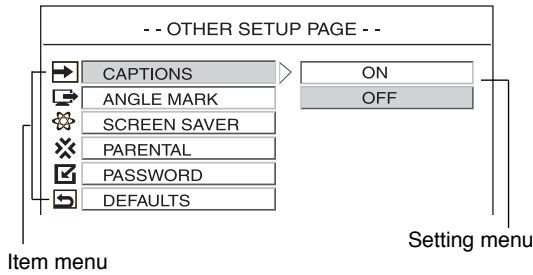 - - OTHER SETUP PAGE - -
CAPTIONS
ON
ANGLE MARK
OFF
SCREEN SAVER
PARENTAL
PASSWORD
DEFAULTS
Setting menu
Item menu